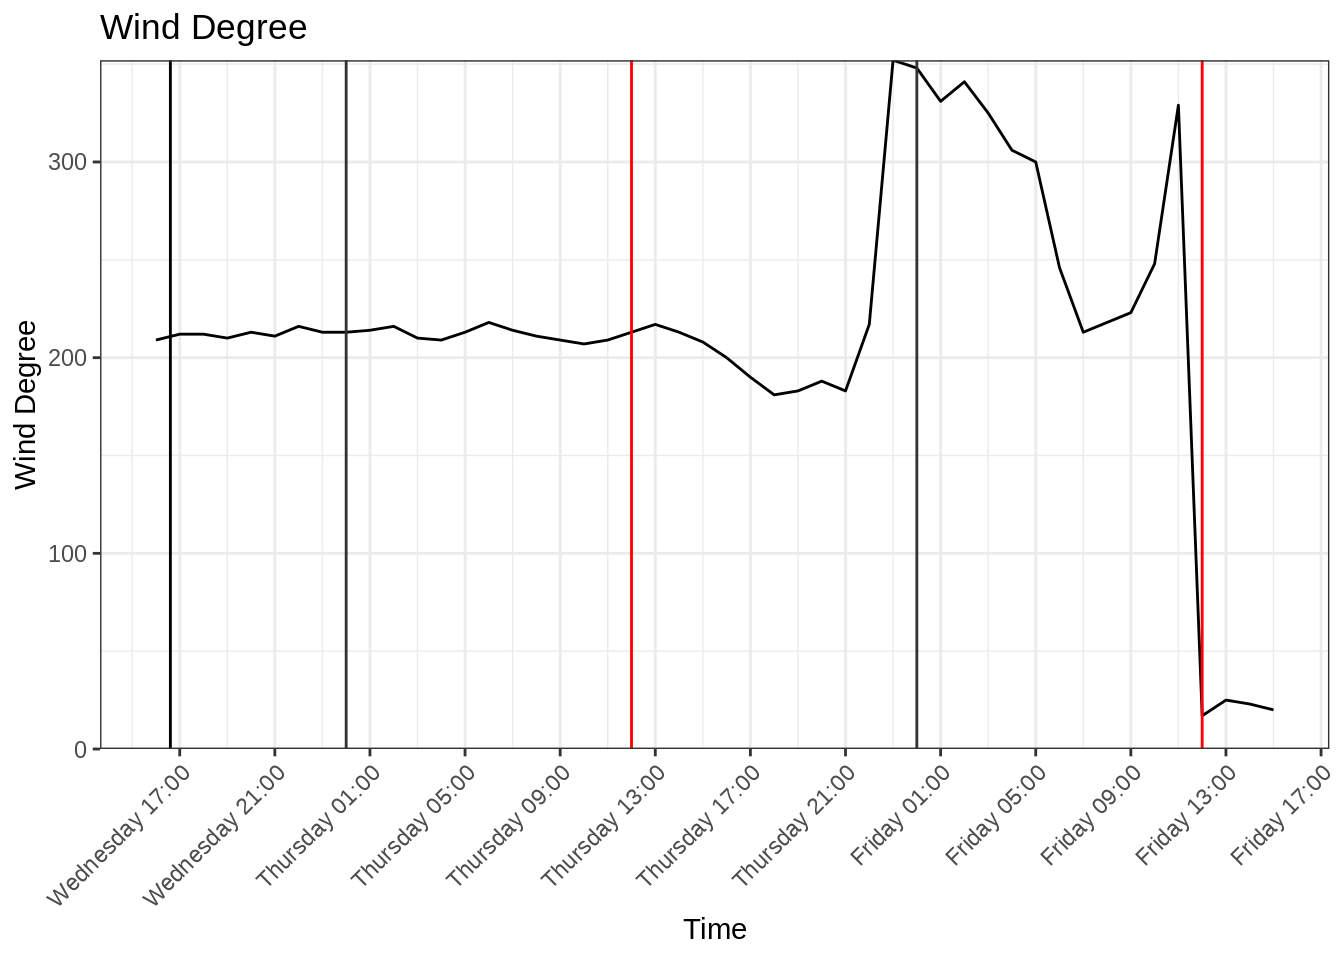 Wind Degree
Wind Degree
300
200
100
0
Wednesday 17:00
Wednesday 21:00
Thursday 01:00
Thursday 05:00
Thursday 09:00
Thursday 13:00
Thursday 17:00
Thursday 21:00
Friday 01:00
Friday 05:00
Friday 09:00
Friday 13:00
Friday 17:00
Time